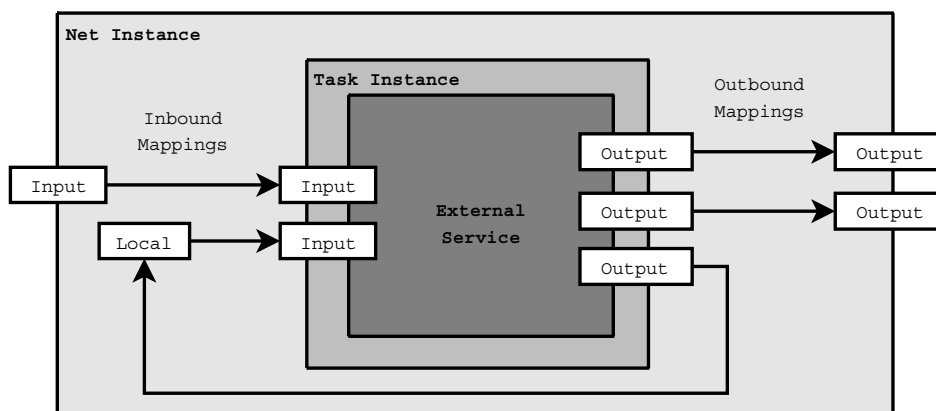 Net Instance
Task Instance
Inbound
Mappings
Outbound
Mappings
Input
Input
Local
Input
External
Service
Output
Output
Output
Output
Output